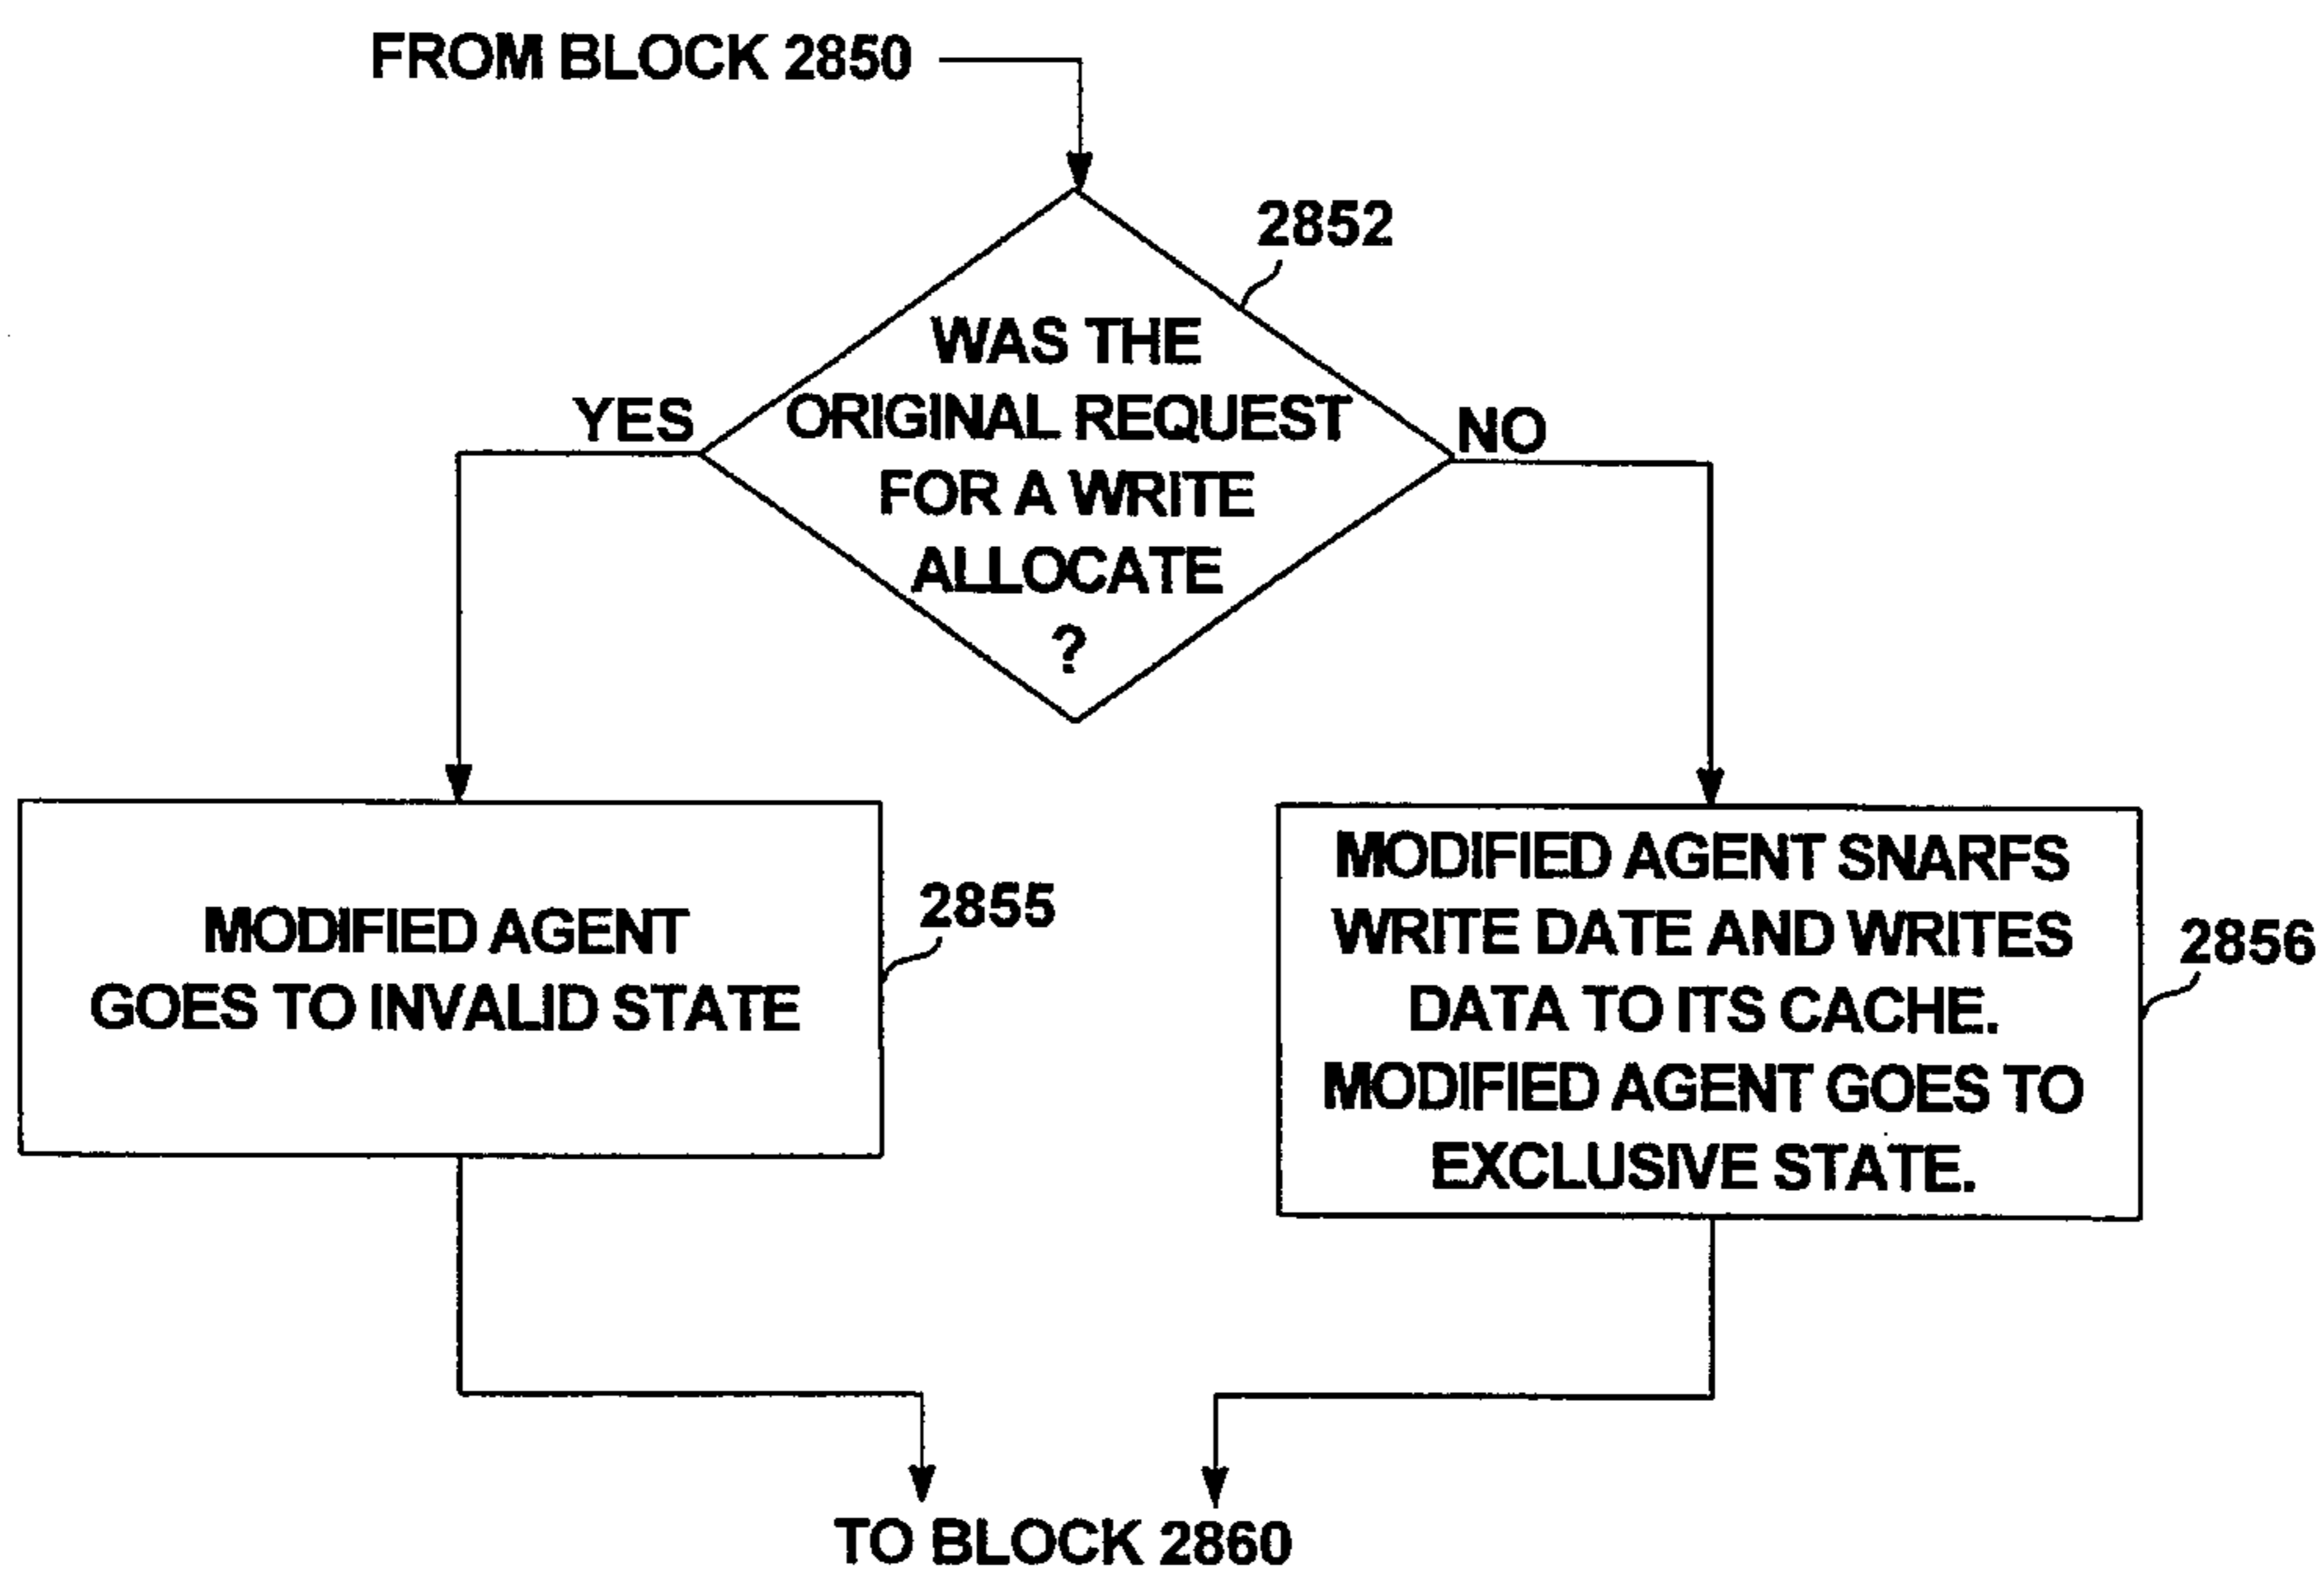 FROM BLOCK 2850
2852
WAS THE
ORIGINAL REQUEST
FOR A WRITE
ALLOCATE
?
YES
NO
MODIFIED AGENT
GOES TO INVALID STATE
2855
MODIFIED AGENT SNARFS
WRITE DATE AND WRITES
DATA TO ITS CACHE.
MODIFIED AGENT GOES TO
EXCLUSIVE STATE.
2856
TO BLOCK 2860